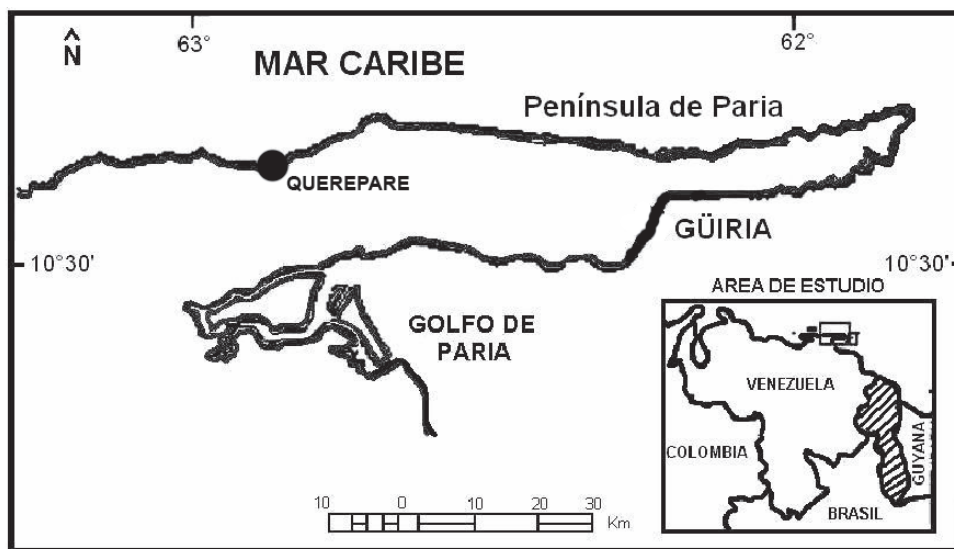 63°
62°
N
MAR CARIBE
Península de Paria
QUEREPARE
GÜIRIA
10°30'
10°30'
AREA DE ESTUDIO
GOLFO DE
PARIA
VENEZUELA
COLOMBIA
GUYANA
BRASIL
10 0 10 20 30
Km